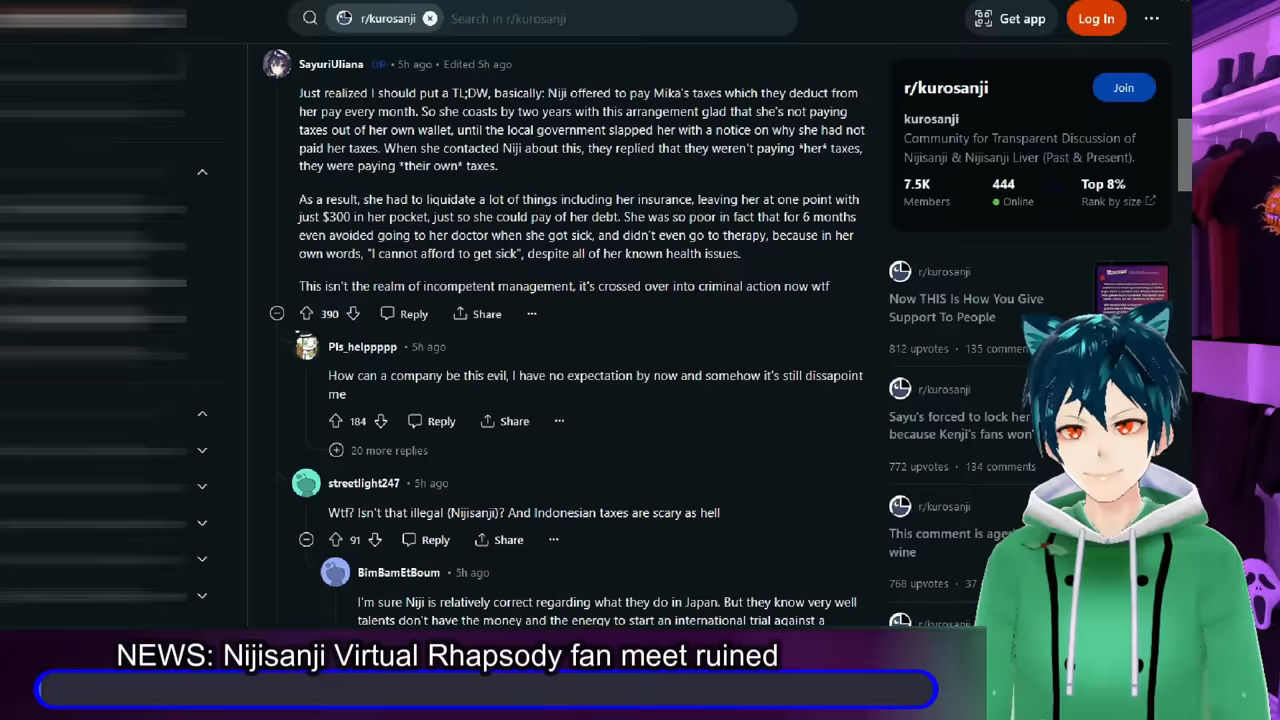 r/kurosanji
Search in r/kurosanji
Get app
Log In
SayuriUliana OP • 5h ago • Edited 5h ago
Just realized I should put a TL;DW, basically: Niji offered to pay Mika's taxes which they deduct from
her pay every month. So she coasts by two years with this arrangement glad that she's not paying
taxes out of her own wallet, until the local government slapped her with a notice on why she had not
paid her taxes. When she contacted Niji about this, they replied that they weren't paying *her* taxes,
they were paying *their own* taxes.
As a result, she had to liquidate a lot of things including her insurance, leaving her at one point with
just $300 in her pocket, just so she could pay of her debt. She was so poor in fact that for 6 months
even avoided going to her doctor when she got sick, and didn't even go to therapy, because in her
own words, "I cannot afford to get sick", despite all of her known health issues.
This isn't the realm of incompetent management, it's crossed over into criminal action now wtf
390 Reply Share
Pls_helppppp • 5h ago
How can a company be this evil, I have no expectation by now and somehow it's still dissapoint
me
184 Reply Share
20 more replies
streetlight247 • 5h ago
Wtf? Isn't that illegal (Nijisanji)? And Indonesian taxes are scary as hell
91 Reply Share
BimBamEtBoum • 5h ago
I'm sure Niji is relatively correct regarding what they do in Japan. But they know very well
talents don't have the money and the energy to start an international trial against a
r/kurosanji
Join
kurosanji
Community for Transparent Discussion of
Nijisanji & Nijisanji Liver (Past & Present).
7.5K 444 Top 8%
Members Online Rank by size
r/kurosanji
Now THIS Is How You Give
Support To People
812 upvotes • 135 commen
r/kurosanji
Sayu's forced to lock her
because Kenji's fans won'
772 upvotes • 134 comments
r/kurosanji
This comment is aged
wine
768 upvotes • 37
r/kurosanji
NEWS: Nijisanji Virtual Rhapsody fan meet ruined